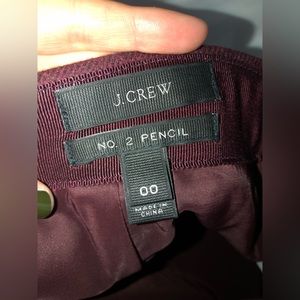 J.CREW
NO. 2 PENCIL
00
MADE IN
CHINA